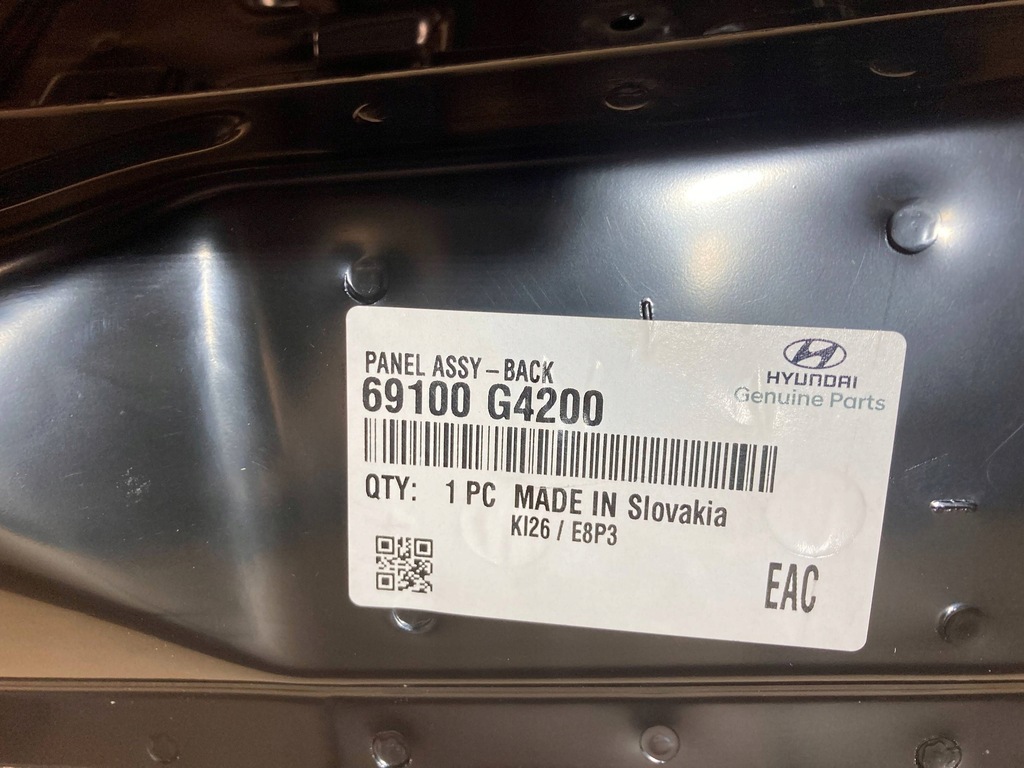 PANEL ASSY-BACK
69100 G4200
HYUNDAI
Genuine Parts
QTY: 1 PC MADE IN Slovakia
KI26 / E8P3
EAC